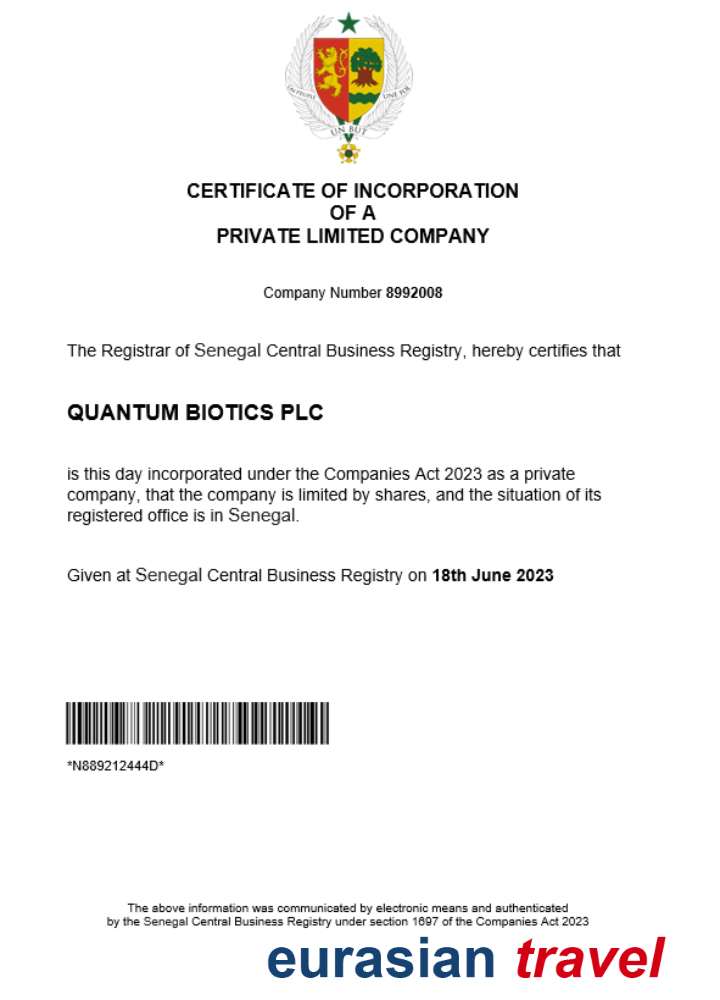 UN PEUPLE
UNE FOI
UN BUT
CERTIFICATE OF INCORPORATION
OF A
PRIVATE LIMITED COMPANY
Company Number 8992008
The Registrar of Senegal Central Business Registry, hereby certifies that
QUANTUM BIOTICS PLC
is this day incorporated under the Companies Act 2023 as a private
company, that the company is limited by shares, and the situation of its
registered office is in Senegal.
Given at Senegal Central Business Registry on 18th June 2023
*N889212444D*
The above information was communicated by electronic means and authenticated
by the Senegal Central Business Registry under section 1697 of the Companies Act 2023
eurasian travel